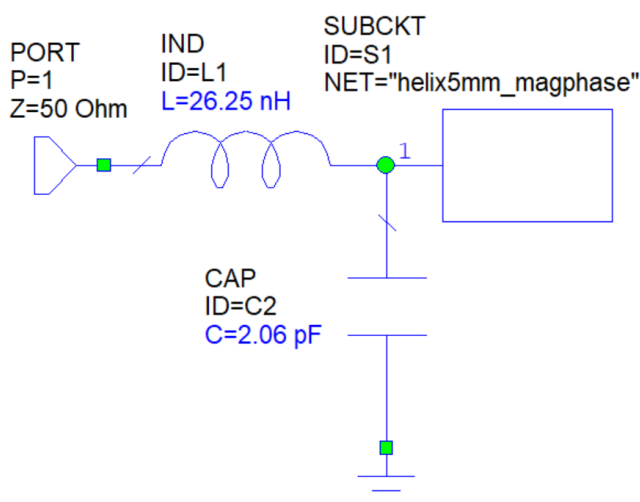 PORT
P=1
Z=50 Ohm
IND
ID=L1
L=26.25 nH
SUBCKT
ID=S1
NET="helix5mm_magphase"
1
CAP
ID=C2
C=2.06 pF